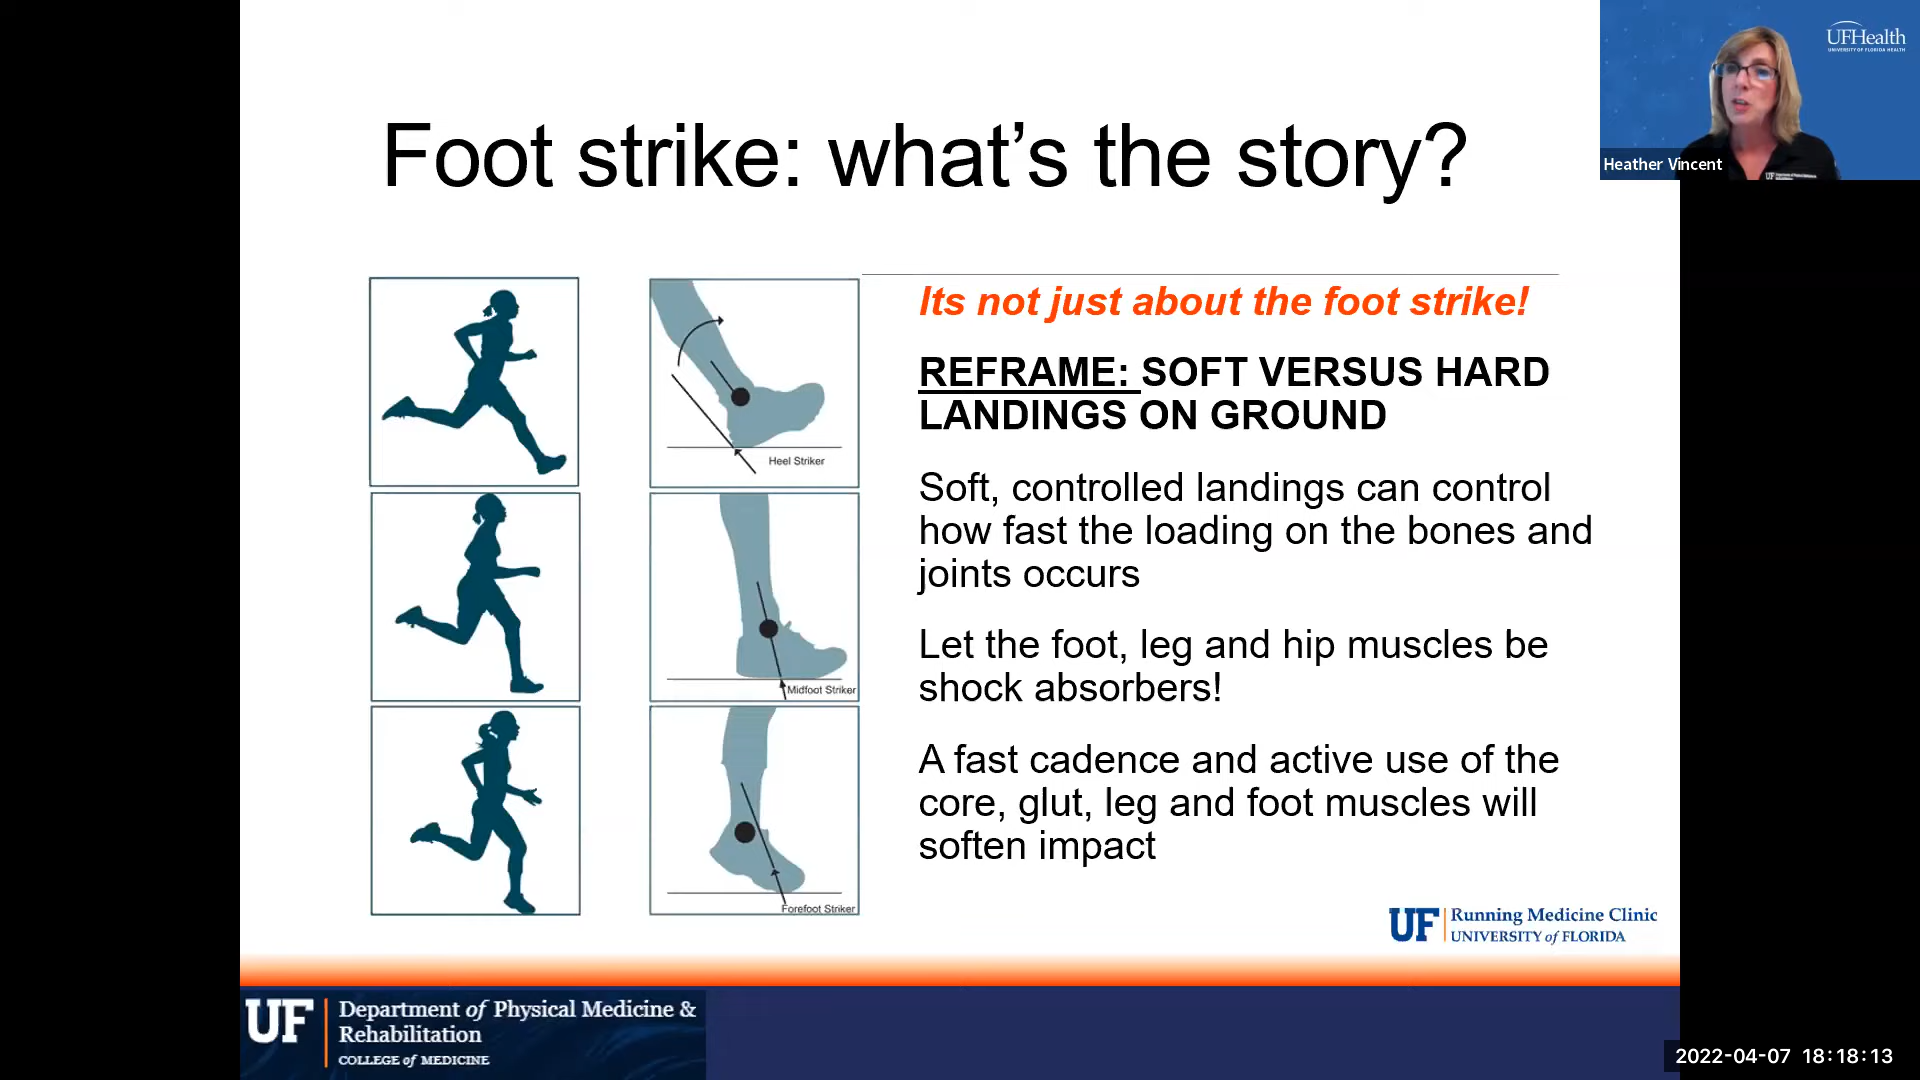 UFHealth
UNIVERSITY OF FLORIDA HEALTH
Heather Vincent
Foot strike: what’s the story?
Its not just about the foot strike!
REFRAME: SOFT VERSUS HARD
LANDINGS ON GROUND
Soft, controlled landings can control
how fast the loading on the bones and
joints occurs
Let the foot, leg and hip muscles be
shock absorbers!
A fast cadence and active use of the
core, glut, leg and foot muscles will
soften impact
Heel Striker
Midfoot Striker
Forefoot Striker
UF Running Medicine Clinic
UNIVERSITY of FLORIDA
UF Department of Physical Medicine &
Rehabilitation
COLLEGE of MEDICINE
2022-04-07 18:18:13